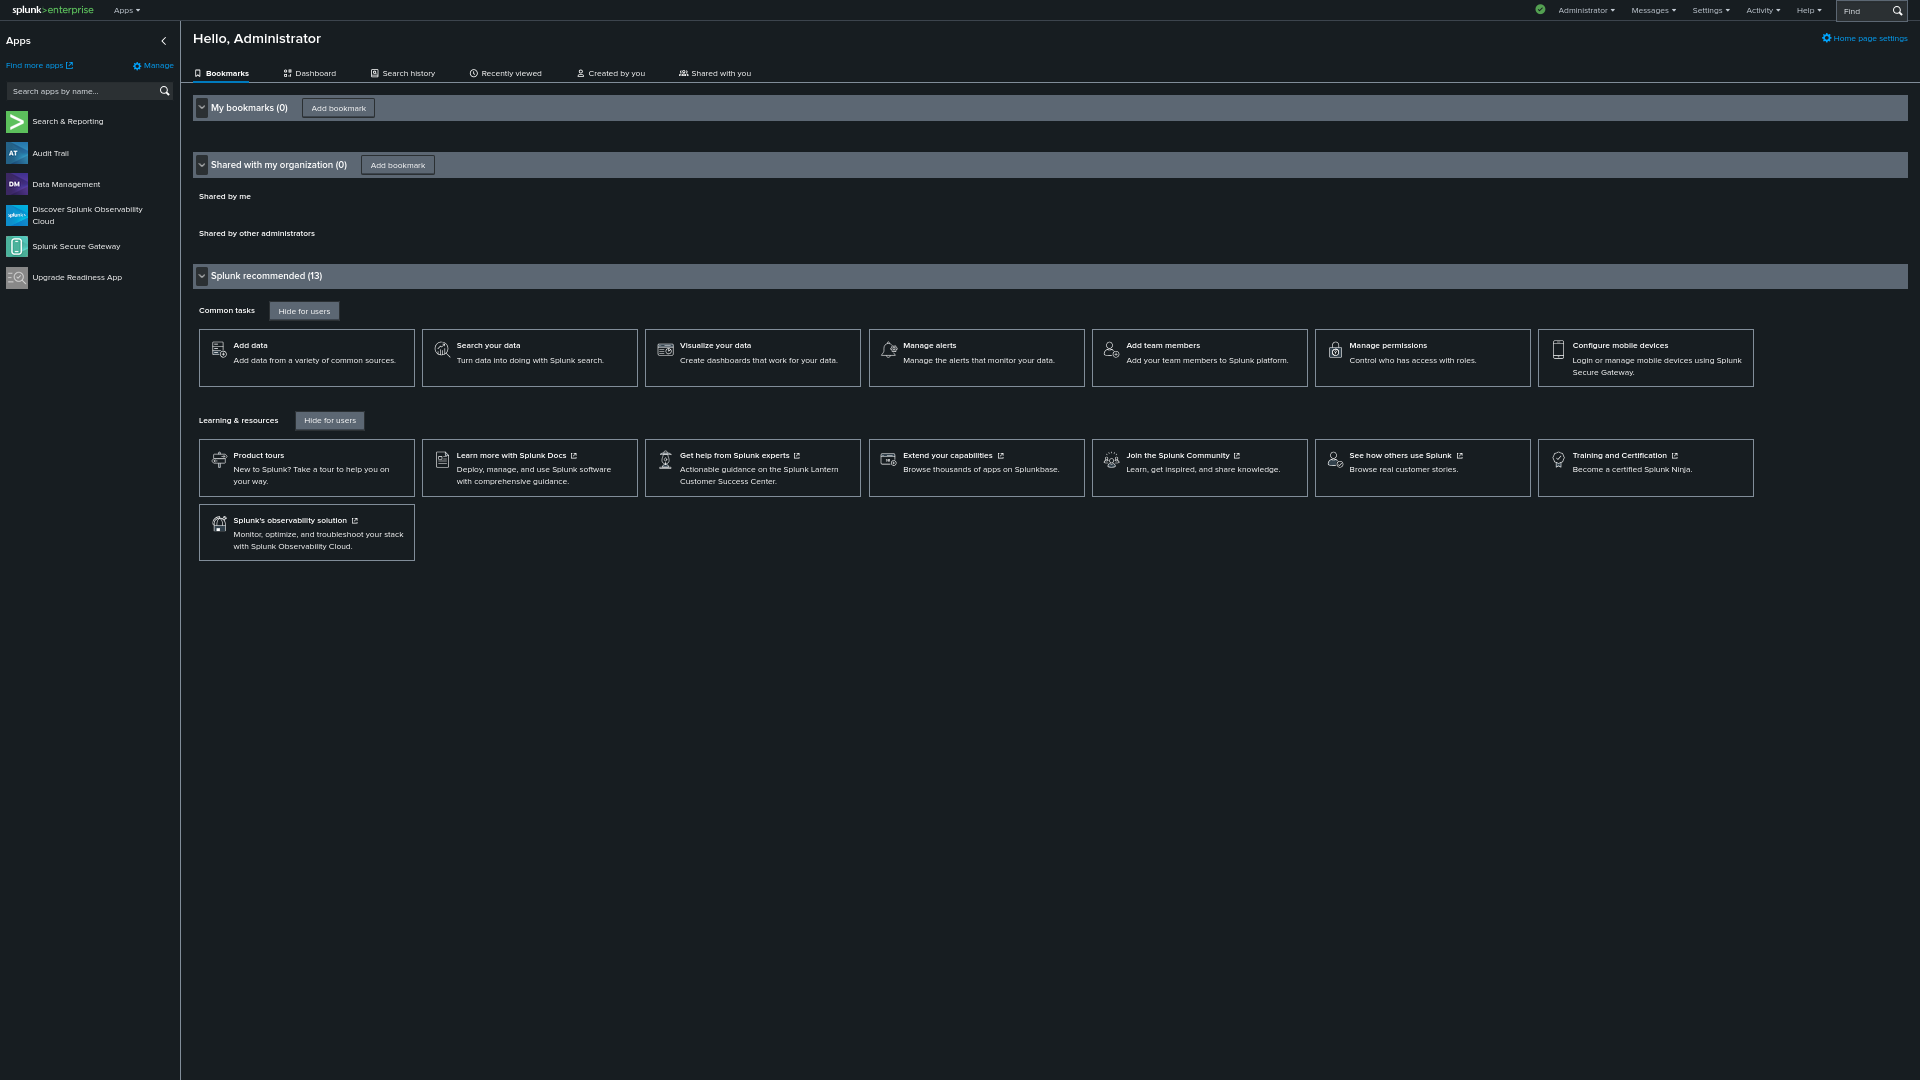 splunk>enterprise Apps
Administrator Messages Settings Activity Help Find
Apps
Find more apps Manage
Search apps by name...
Search & Reporting
AT Audit Trail
DM Data Management
Discover Splunk Observability
Cloud
Splunk Secure Gateway
Upgrade Readiness App
Hello, Administrator
Home page settings
Bookmarks Dashboard Search history Recently viewed Created by you Shared with you
My bookmarks (0) Add bookmark
Shared with my organization (0) Add bookmark
Shared by me
Shared by other administrators
Splunk recommended (13)
Common tasks Hide for users
Add data
Add data from a variety of common sources.
Search your data
Turn data into doing with Splunk search.
Visualize your data
Create dashboards that work for your data.
Manage alerts
Manage the alerts that monitor your data.
Add team members
Add your team members to Splunk platform.
Manage permissions
Control who has access with roles.
Configure mobile devices
Login or manage mobile devices using Splunk
Secure Gateway.
Learning & resources Hide for users
Product tours
New to Splunk? Take a tour to help you on
your way.
Learn more with Splunk Docs
Deploy, manage, and use Splunk software
with comprehensive guidance.
Get help from Splunk experts
Actionable guidance on the Splunk Lantern
Customer Success Center.
Extend your capabilities
Browse thousands of apps on Splunkbase.
Join the Splunk Community
Learn, get inspired, and share knowledge.
See how others use Splunk
Browse real customer stories.
Training and Certification
Become a certified Splunk Ninja.
Splunk's observability solution
Monitor, optimize, and troubleshoot your stack
with Splunk Observability Cloud.